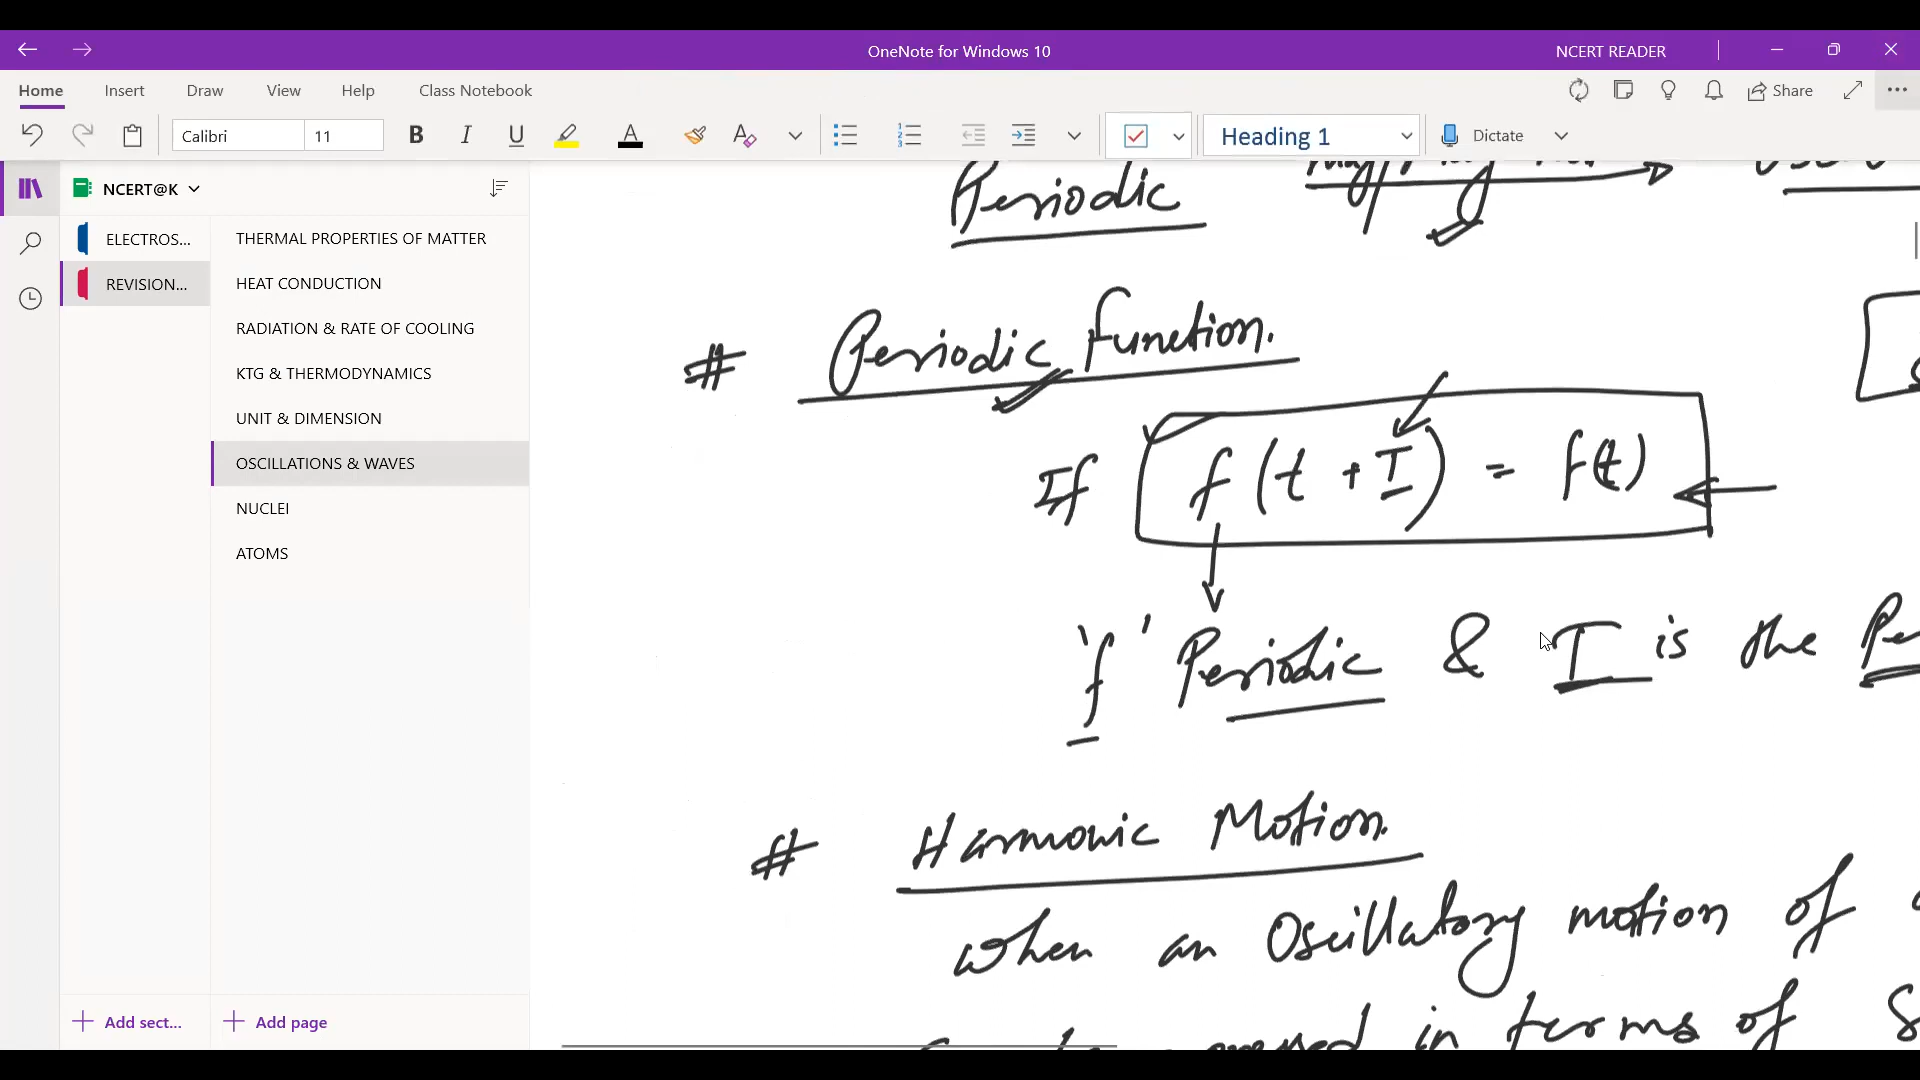 OneNote for Windows 10
NCERT READER
Home Insert Draw View Help Class Notebook
Share
Calibri 11 B I U A Heading 1 Dictate
NCERT@K
ELECTROS...
REVISION...
THERMAL PROPERTIES OF MATTER
HEAT CONDUCTION
RADIATION & RATE OF COOLING
KTG & THERMODYNAMICS
UNIT & DIMENSION
OSCILLATIONS & WAVES
NUCLEI
ATOMS
Add sect...
Add page
Periodic
# Periodic Function.
If f(t + T) = f(t)
'f' Periodic & T is the Pe
# Harmonic Motion.
when an Oscillatory motion of
in terms of